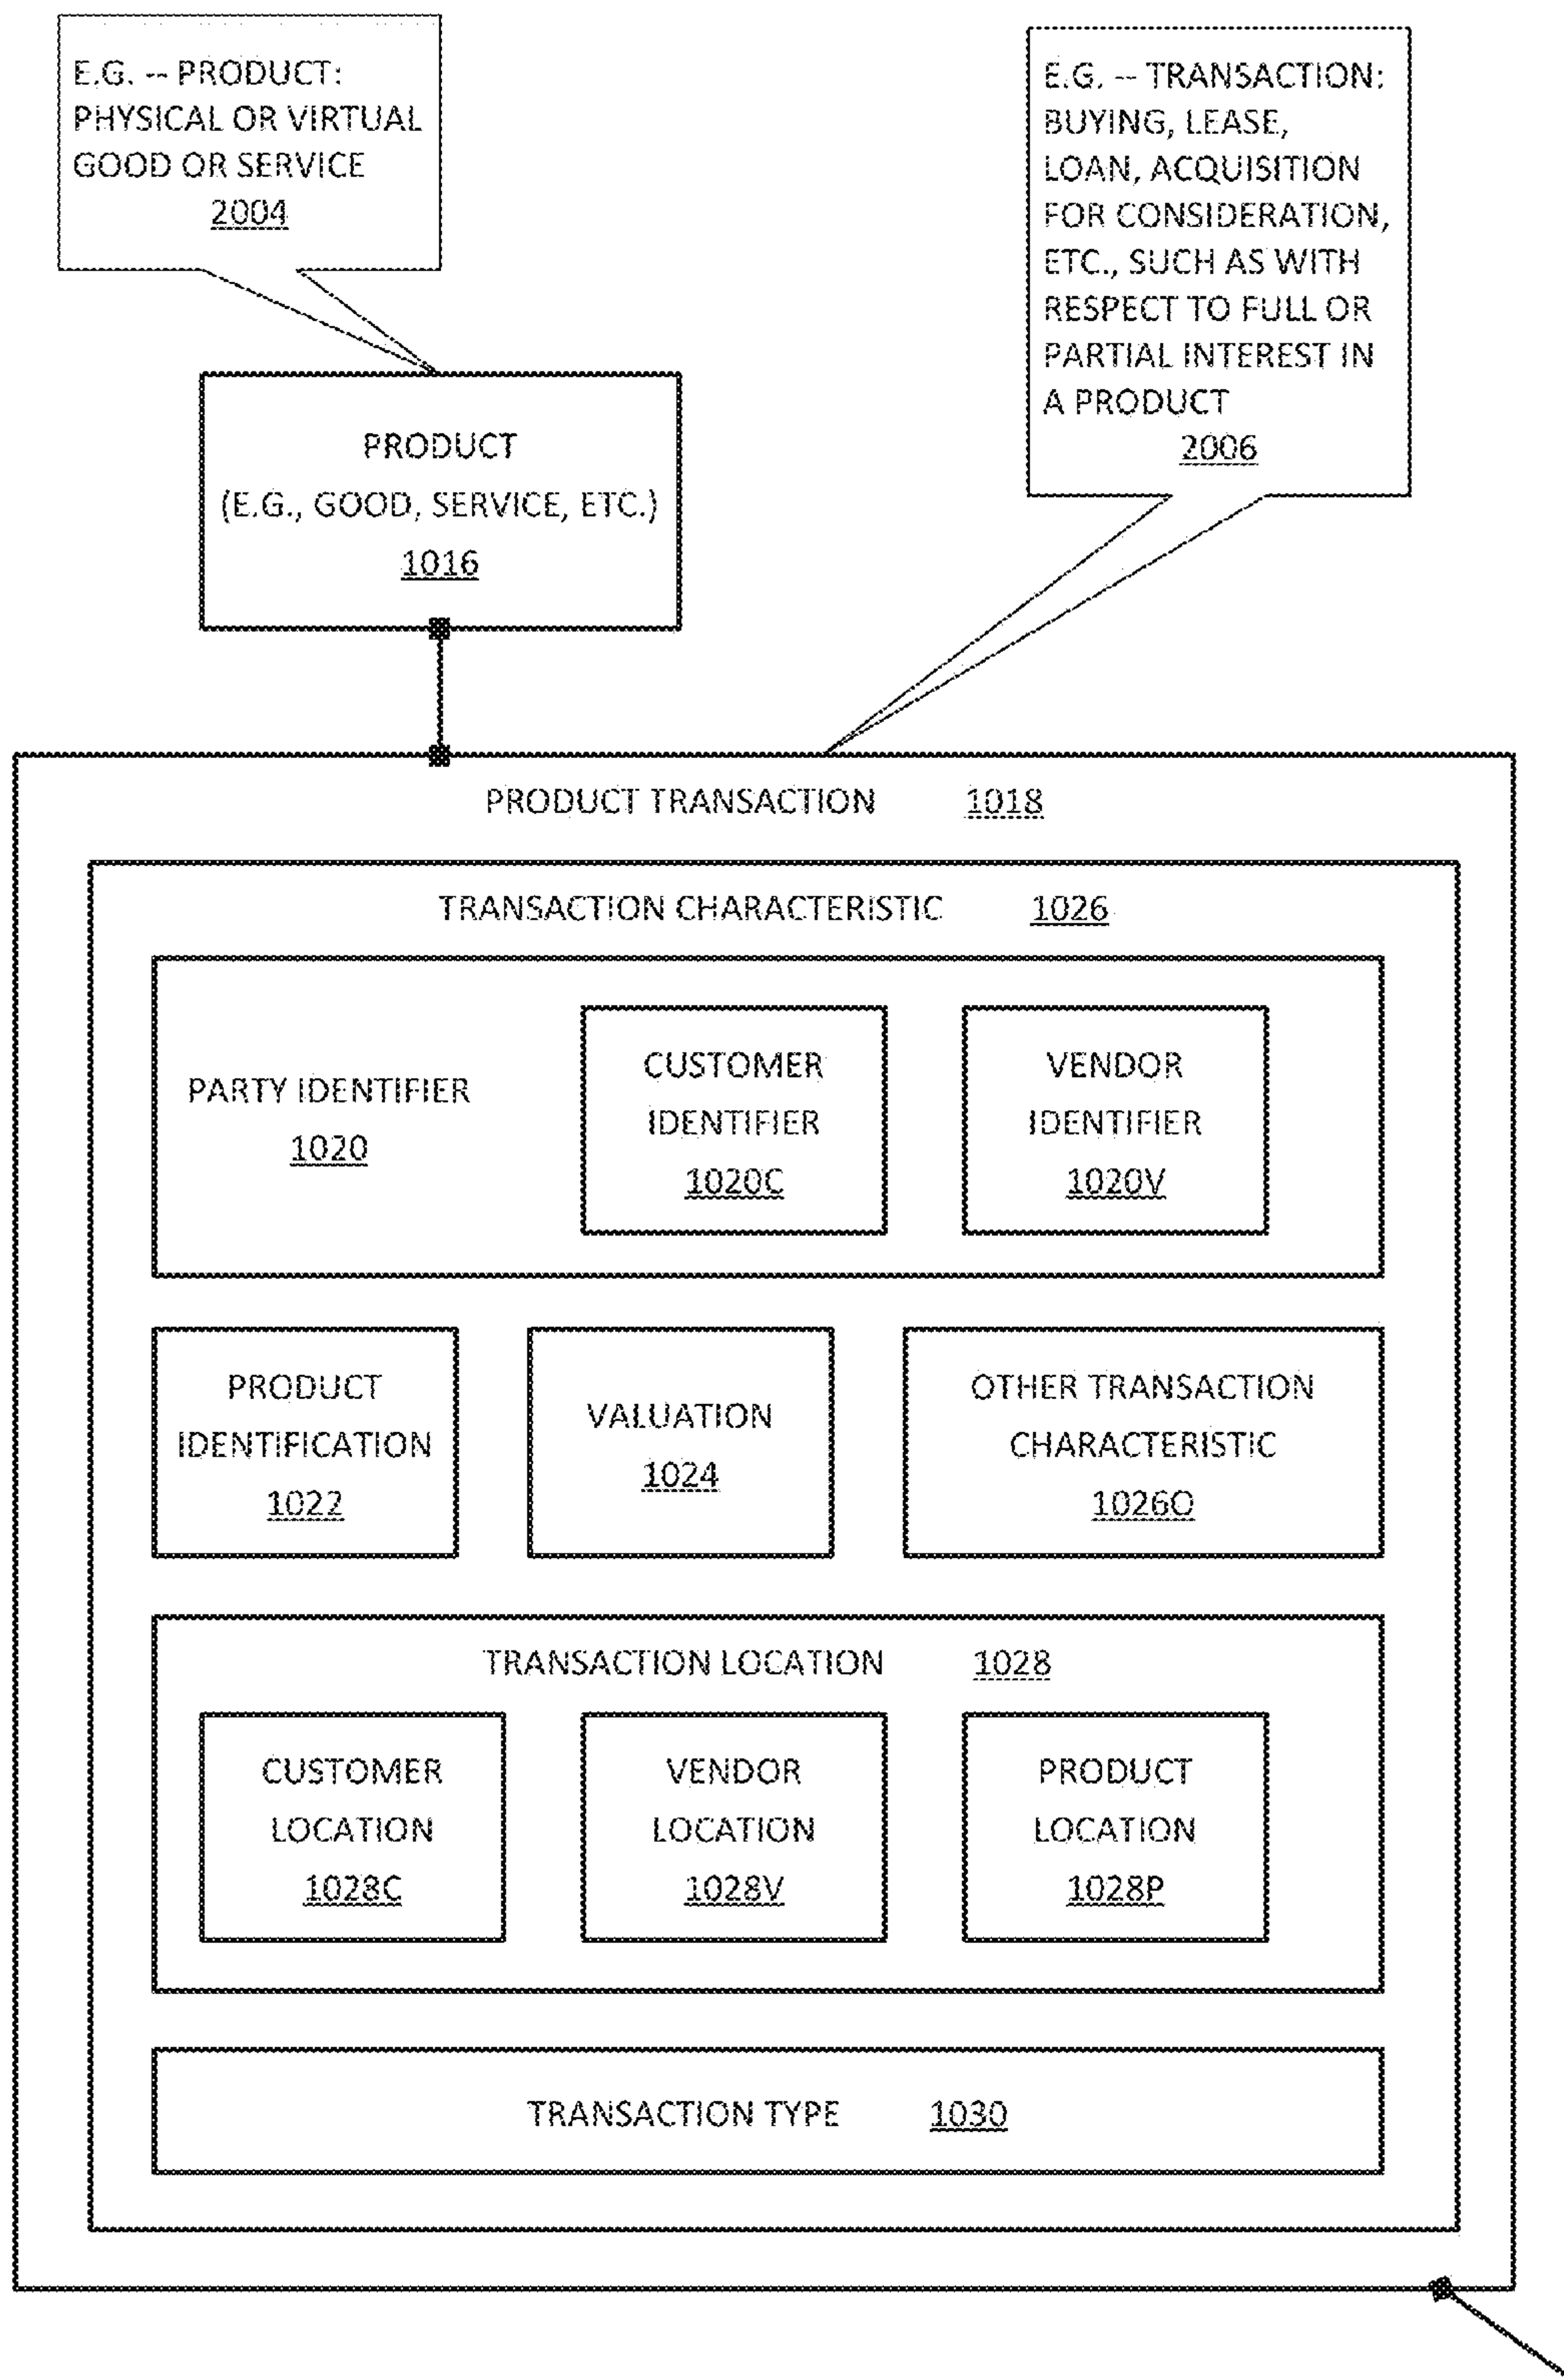 E.G. -- PRODUCT:
PHYSICAL OR VIRTUAL
GOOD OR SERVICE
2004
E.G. -- TRANSACTION:
BUYING, LEASE,
LOAN, ACQUISITION
FOR CONSIDERATION,
ETC., SUCH AS WITH
RESPECT TO FULL OR
PARTIAL INTEREST IN
A PRODUCT
2006
PRODUCT
(E.G., GOOD, SERVICE, ETC.)
1016
PRODUCT TRANSACTION 1018
TRANSACTION CHARACTERISTIC 1026
PARTY IDENTIFIER
1020
CUSTOMER
IDENTIFIER
1020C
VENDOR
IDENTIFIER
1020V
PRODUCT
IDENTIFICATION
1022
VALUATION
1024
OTHER TRANSACTION
CHARACTERISTIC
1026O
TRANSACTION LOCATION 1028
CUSTOMER
LOCATION
1028C
VENDOR
LOCATION
1028V
PRODUCT
LOCATION
1028P
TRANSACTION TYPE 1030